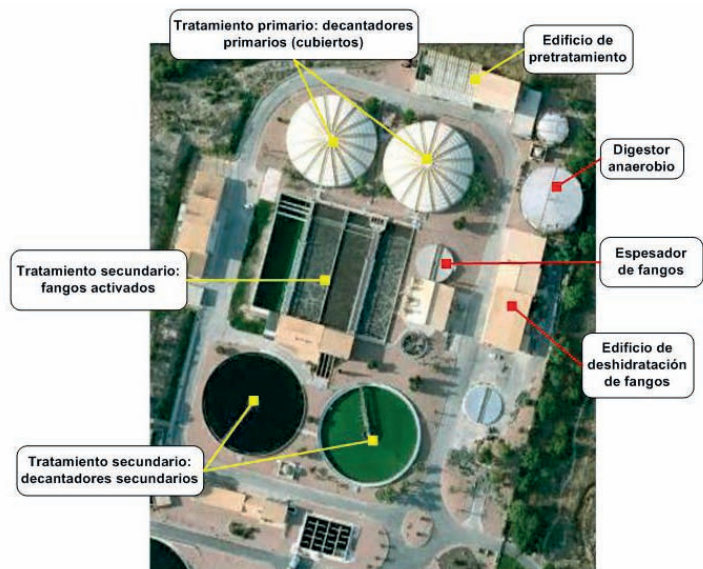 Tratamiento primario: decantadores
primarios (cubiertos)
Edificio de
pretratamiento
Digestor
anaerobio
Tratamiento secundario:
fangos activados
Espesador
de fangos
Edificio de
deshidratación
de fangos
Tratamiento secundario:
decantadores secundarios